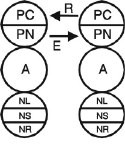 PC R PC
PN E PN
A A
NL NL
NS NS
NR NR